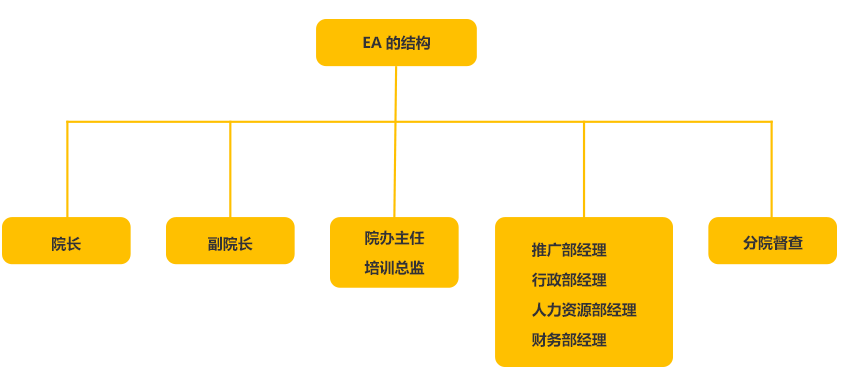 EA 的结构
院长
副院长
院办主任
培训总监
推广部经理
行政部经理
人力资源部经理
财务部经理
分院督查